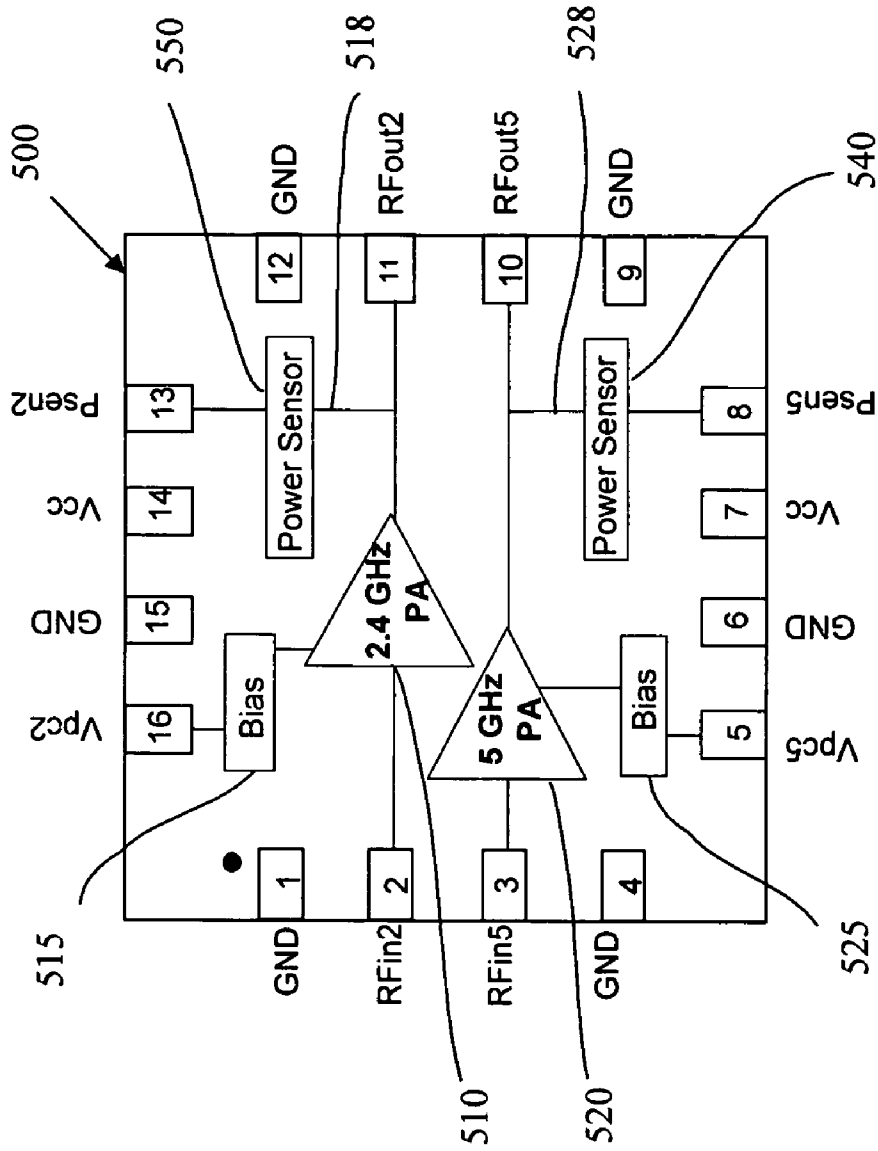 500
550
518
528
540
515
525
510
520
GND
RFout2
RFout5
GND
12
11
10
9
Psen2
Vcc
GND
Vpc2
13
14
15
16
Power Sensor
Power Sensor
2.4 GHz
PA
5 GHz
PA
Bias
Bias
8
7
6
5
Psen5
Vcc
GND
Vpc5
1
2
3
4
GND
RFin2
RFin5
GND